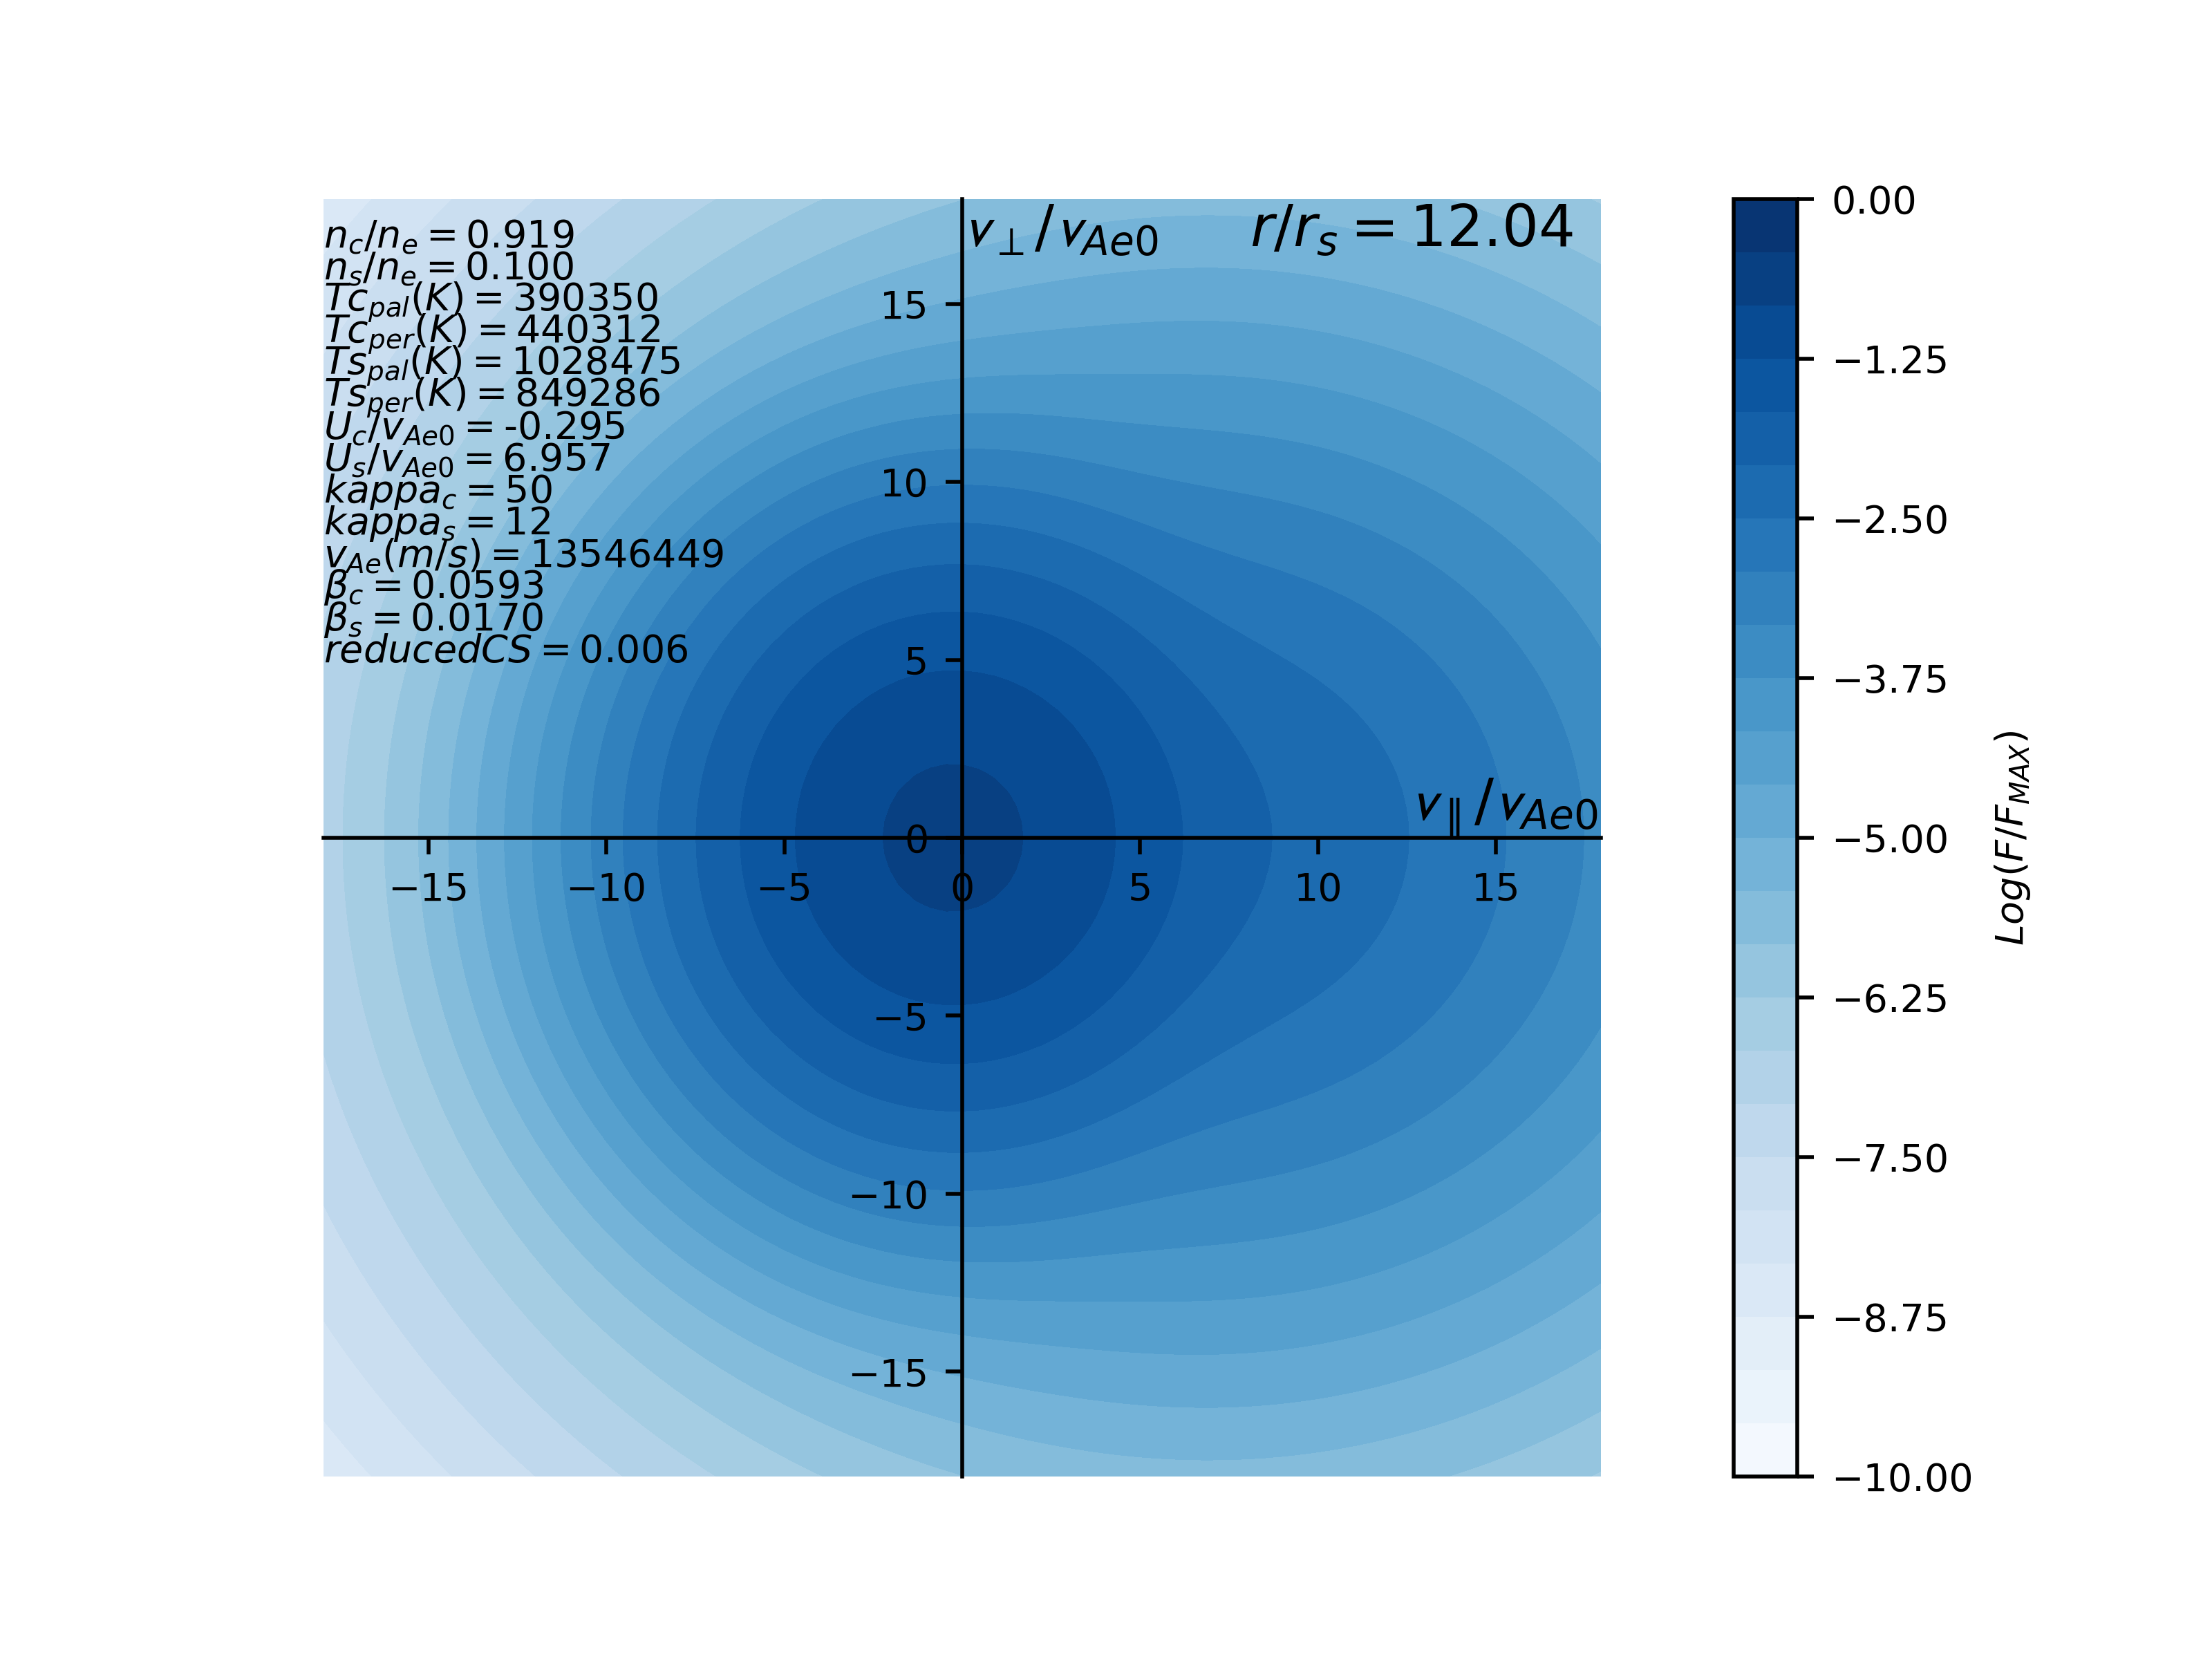 n_c/n_e = 0.919
n_s/n_e = 0.100
Tc_pal(K) = 390350
Tc_per(K) = 440312
Ts_pal(K) = 1028475
Ts_per(K) = 849286
U_c/v_Ae0 = -0.295
U_s/v_Ae0 = 6.957
kappa_c = 50
kappa_s = 12
v_Ae(m/s) = 13546449
β_c = 0.0593
β_s = 0.0170
reducedCS = 0.006
v_⊥/v_Ae0
r/r_s = 12.04
15
10
5
0
−5
−10
−15
v_∥/v_Ae0
−15 −10 −5 0 5 10 15
0.00
−1.25
−2.50
−3.75
−5.00
−6.25
−7.50
−8.75
−10.00
Log(F/F_MAX)